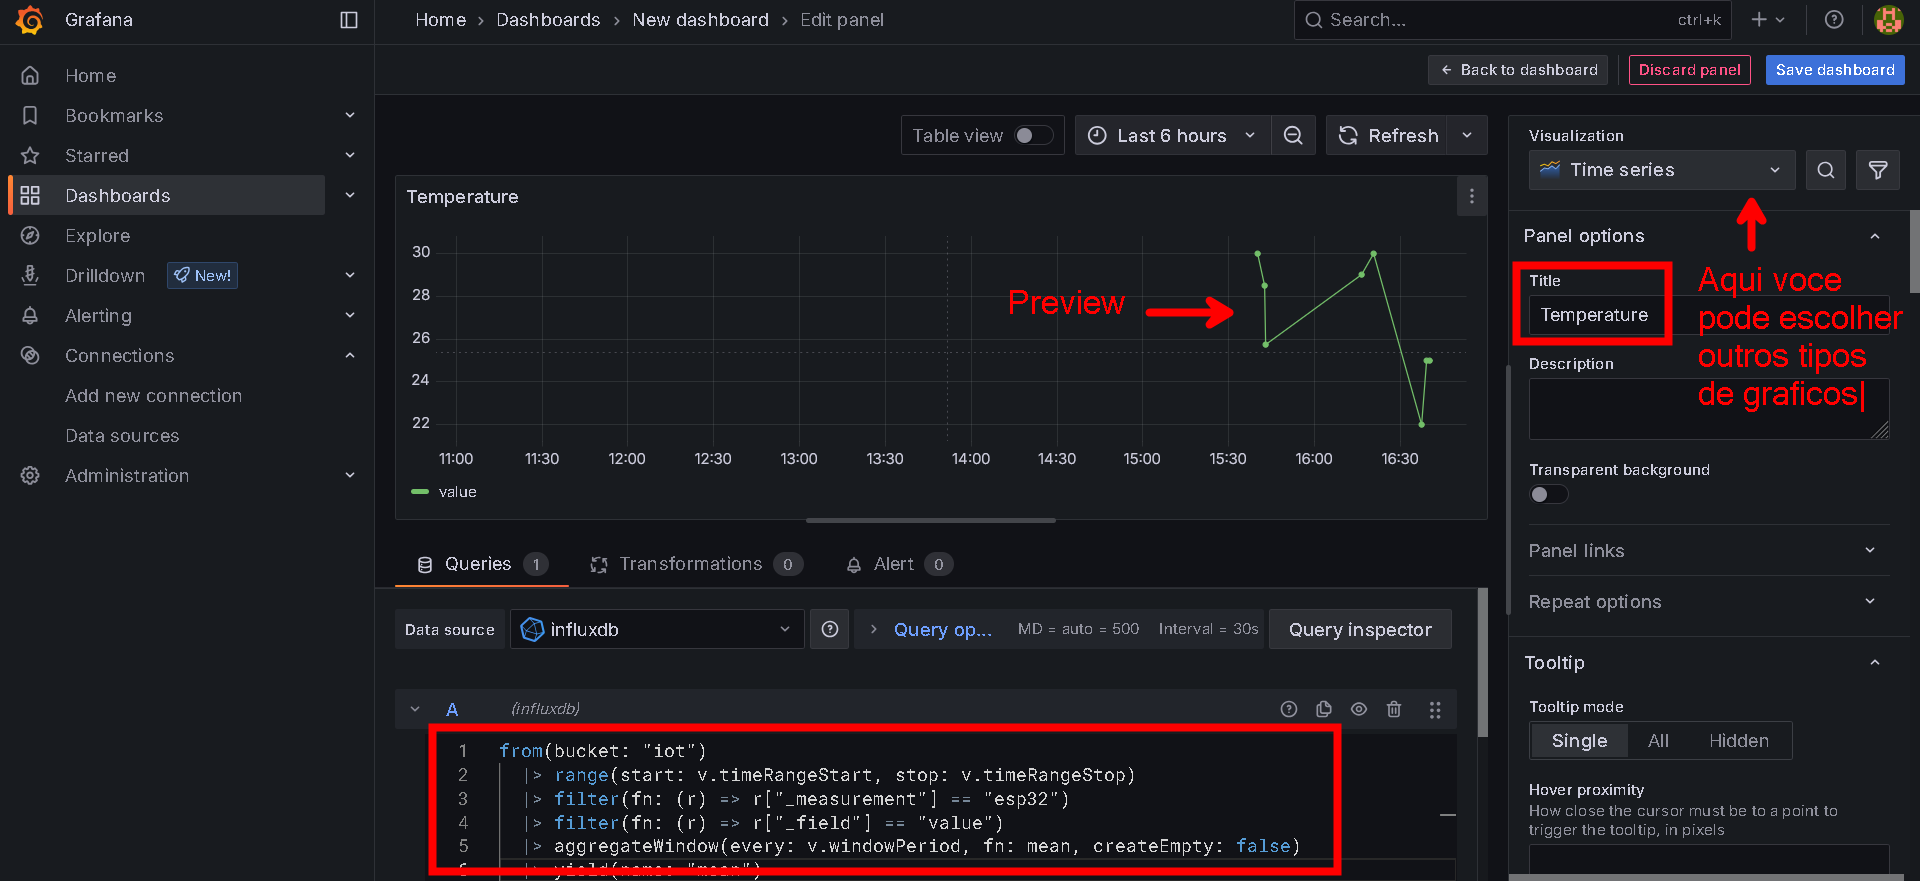 Grafana
Home › Dashboards › New dashboard › Edit panel
Search...
ctrl+k
Back to dashboard
Discard panel
Save dashboard
Home
Bookmarks
Starred
Dashboards
Explore
Drilldown
New!
Alerting
Connections
Add new connection
Data sources
Administration
Table view
Last 6 hours
Refresh
Temperature
30
28
26
24
22
11:00
11:30
12:00
12:30
13:00
13:30
14:00
14:30
15:00
15:30
16:00
16:30
value
Preview
Queries 1
Transformations 0
Alert 0
Data source
influxdb
Query op...
MD = auto = 500
Interval = 30s
Query inspector
A
(influxdb)
1 from(bucket: "iot")
2 |> range(start: v.timeRangeStart, stop: v.timeRangeStop)
3 |> filter(fn: (r) => r["_measurement"] == "esp32")
4 |> filter(fn: (r) => r["_field"] == "value")
5 |> aggregateWindow(every: v.windowPeriod, fn: mean, createEmpty: false)
6 |> yield(name: "mean")
Visualization
Time series
Panel options
Title
Temperature
Aqui voce
pode escolher
outros tipos
de graficos|
Description
Transparent background
Panel links
Repeat options
Tooltip
Tooltip mode
Single
All
Hidden
Hover proximity
How close the cursor must be to a point to
trigger the tooltip, in pixels